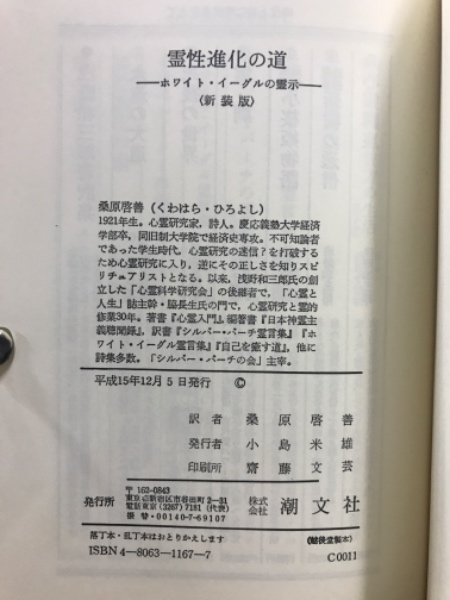 霊性進化の道
──ホワイト・イーグルの霊示──
〈新装版〉
桑原啓善（くわはら・ひろよし）
1921年生。心霊研究家，詩人。慶応義塾大学経済
学部卒，同旧制大学院で経済史専攻。不可知論者
であった学生時代，心霊研究の迷信？を打破する
ため心霊研究に入り，逆にその正しさを知りスピ
リチュアリストとなる。以来，浅野和三郎氏の創
立した「心霊科学研究会」の後継者で，「心霊と
人生」誌主幹・脇長生氏の門で，心霊研究と霊的
修業30年。著書『心霊入門』編著書『日本神霊主
義聴聞録』，訳書『シルバー・バーチ霊言集』『ホ
ワイト・イーグル霊言集』『自己を癒す道』，他に
詩集多数。「シルバー・バーチの会」主宰。
平成15年12月5日発行 ©
訳者 桑原啓善
発行者 小島米雄
印刷所 齋藤文芸
発行所 〒162-0843
東京都新宿区市谷田町2-31
電話東京(3267)7181(代表)
振替・00140-7-69107
株式会社 潮文社
落丁本・乱丁本はおとりかえします （越後堂製本）
ISBN4-8063-1167-7 C0011